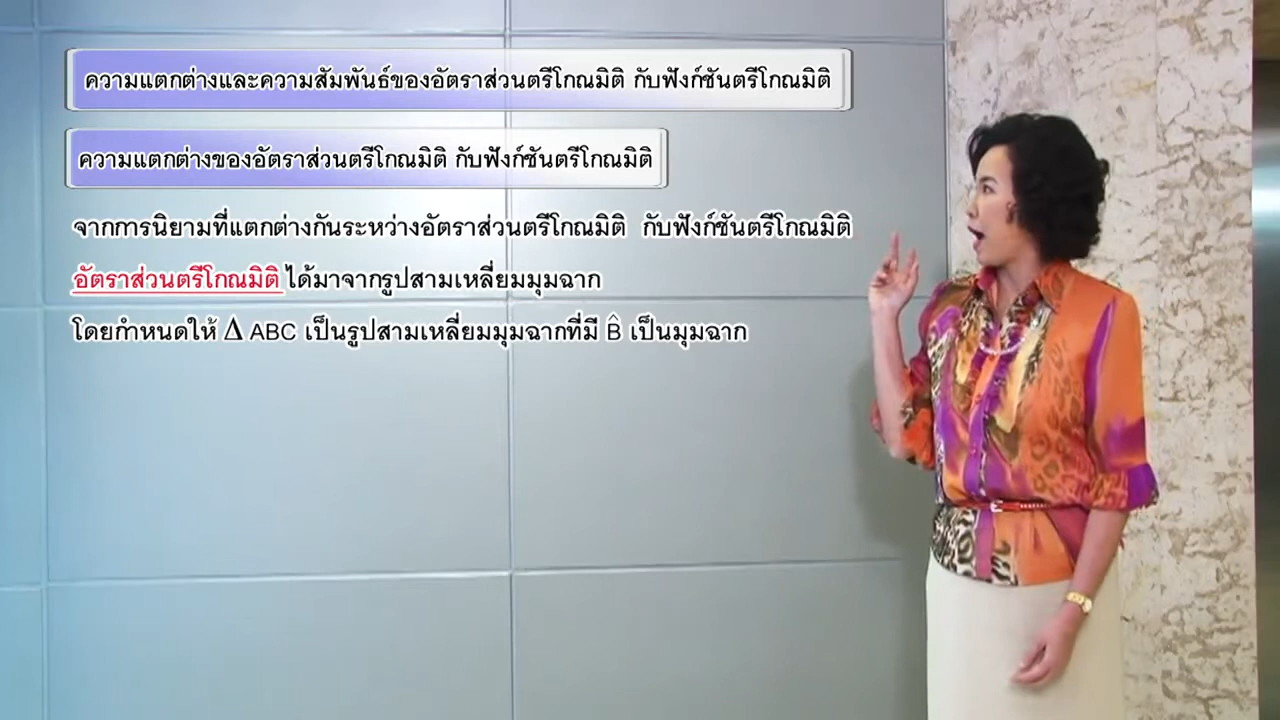 ความแตกต่างและความสัมพันธ์ของอัตราส่วนตรีโกณมิติ กับฟังก์ชันตรีโกณมิติ
ความแตกต่างของอัตราส่วนตรีโกณมิติ กับฟังก์ชันตรีโกณมิติ
จากการนิยามที่แตกต่างกันระหว่างอัตราส่วนตรีโกณมิติ กับฟังก์ชันตรีโกณมิติ
อัตราส่วนตรีโกณมิติ ได้มาจากรูปสามเหลี่ยมมุมฉาก
โดยกำหนดให้ Δ ABC เป็นรูปสามเหลี่ยมมุมฉากที่มี B̂ เป็นมุมฉาก